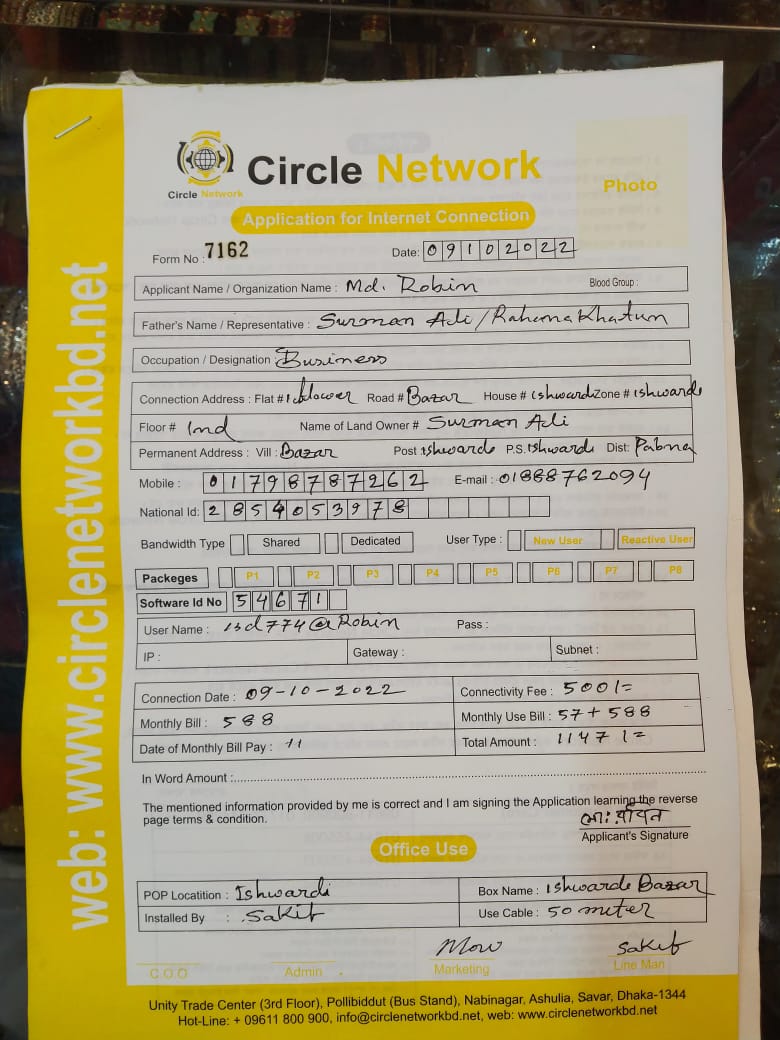 web: www.circlenetworkbd.net
Circle Network
Circle Network
Photo
Application for Internet Connection
Form No : 7162
Date: 09102022
Applicant Name / Organization Name : Md. Robin Blood Group :
Father's Name / Representative : Surman Adi / Rahema Khatun
Occupation / Designation : Business
Connection Address : Flat # Road # Bazar House # ishwardi Zone # ishwardi
Floor # Ind Name of Land Owner # Surman Adi
Permanent Address : Vill : Bazar Post ishwardi P.S. Ishwardi Dist: Pabna
Mobile : 01798787262 E-mail : 01888762094
National Id: 2854053978
Bandwidth Type Shared Dedicated User Type : New User Reactive User
Packeges P1 P2 P3 P4 P5 P6 P7 P8
Software Id No 54671
User Name : isd774@Robin Pass :
IP : Gateway : Subnet :
Connection Date : 09-10-2022 Connectivity Fee : 500/=
Monthly Bill : 588 Monthly Use Bill : 57 + 588
Date of Monthly Bill Pay : 11 Total Amount : 1147/=
In Word Amount :
The mentioned information provided by me is correct and I am signing the Application learning the reverse
page terms & condition.
মো: রবিন
Applicant's Signature
Office Use
POP Locatition : Ishwardi Box Name : Ishwardi Bazar
Installed By : Sakib Use Cable : 50 meter
Mow Sakib
C.O.O Admin Marketing Line Man
Unity Trade Center (3rd Floor), Pollibiddut (Bus Stand), Nabinagar, Ashulia, Savar, Dhaka-1344
Hot-Line: + 09611 800 900, info@circlenetworkbd.net, web: www.circlenetworkbd.net